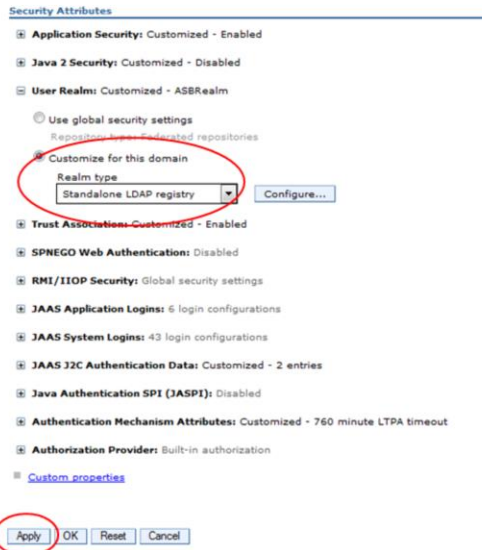 Security Attributes
Application Security: Customized - Enabled
Java 2 Security: Customized - Disabled
User Realm: Customized - ASBRealm
Use global security settings
Repository type: Federated repositories
Customize for this domain
Realm type
Standalone LDAP registry
Configure...
Trust Association: Customized - Enabled
SPNEGO Web Authentication: Disabled
RMI/IIOP Security: Global security settings
JAAS Application Logins: 6 login configurations
JAAS System Logins: 43 login configurations
JAAS J2C Authentication Data: Customized - 2 entries
Java Authentication SPI (JASPI): Disabled
Authentication Mechanism Attributes: Customized - 760 minute LTPA timeout
Authorization Provider: Built-in authorization
Custom properties
Apply OK Reset Cancel